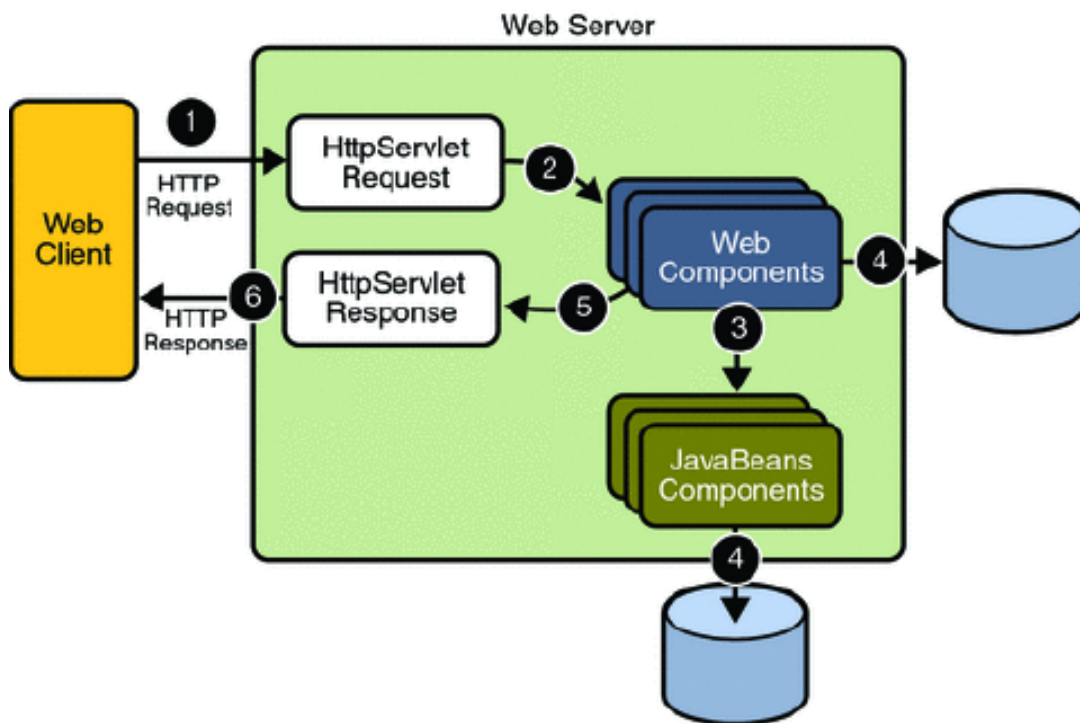 Web Server
1
HttpServlet
Request
2
HTTP
Request
Web
Client
Web
Components
4
HttpServlet
Response
6
5
HTTP
Response
3
JavaBeans
Components
4